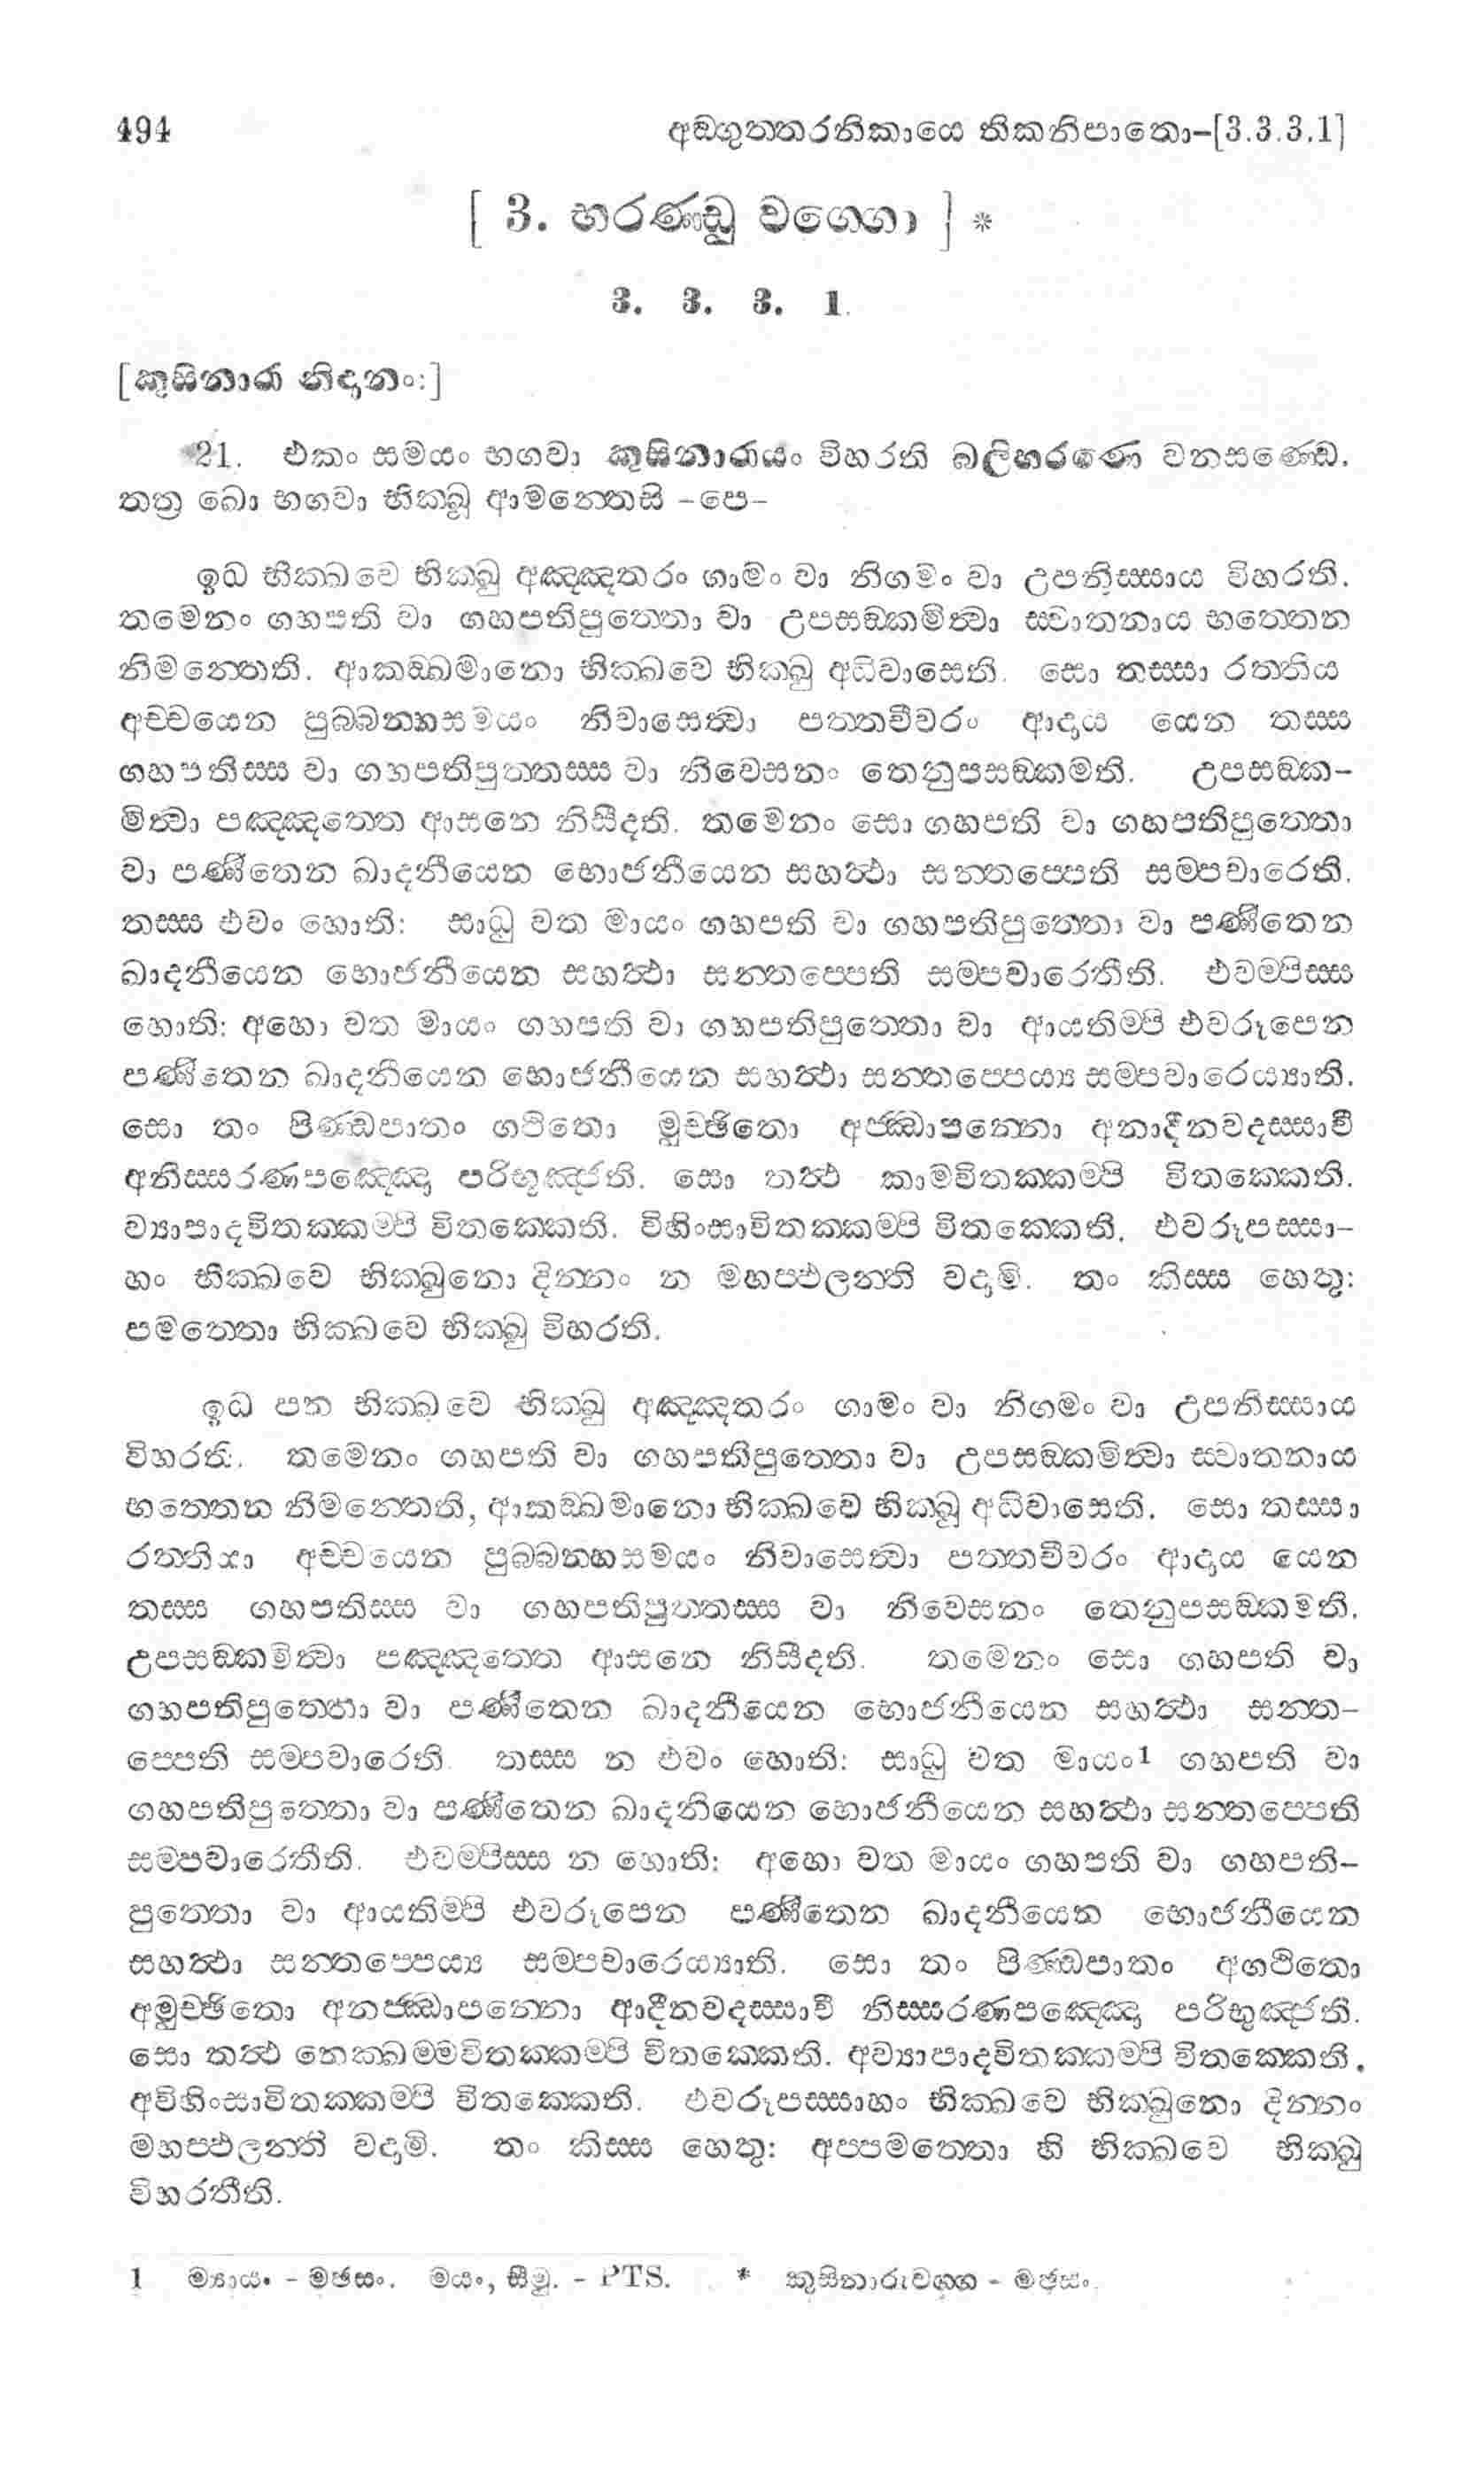 494 අඞ්ගුත්තරනිකායෙ තිකනිපාතො–[3.3.3.1]
[ 3. භරණ්ඩු වග්ගො ] *
3. 3. 3. 1.
[කුසිනාරා නිදානං:]
21. එකං සමයං භගවා කුසිනාරායං විහරති බලිහරණෙ වනසණ්ඩෙ.
තත්‍ර ඛො භගවා භික්ඛූ ආමන්තෙසි –පෙ–
ඉධ භික්ඛවෙ භික්ඛු අඤ්ඤතරං ගාමං වා නිගමං වා උපනිස්සාය විහරති.
තමෙනං ගහපති වා ගහපතිපුත්තො වා උපසඞ්කමිත්‍වා ස්වාතනාය භත්තෙන
නිමන්තෙති. ආකඞ්ඛමානො භික්ඛවෙ භික්ඛු අධිවාසෙති. සො තස්සා රත්තියා
අච්චයෙන පුබ්බන්හසමයං නිවාසෙත්‍වා පත්තචීවරං ආදාය යෙන තස්ස
ගහපතිස්ස වා ගහපතිපුත්තස්ස වා නිවෙසනං තෙනුපසඞ්කමති. උපසඞ්ක-
මිත්‍වා පඤ්ඤත්තෙ ආසනෙ නිසීදති. තමෙනං සො ගහපති වා ගහපතිපුත්තො
වා පණීතෙන ඛාදනීයෙන භොජනීයෙන සහත්‍ථා සන්තප්පෙති සම්පවාරෙති.
තස්ස එවං හොති: සාධු වත මායං ගහපති වා ගහපතිපුත්තො වා පණීතෙන
ඛාදනීයෙන භොජනීයෙන සහත්‍ථා සන්තප්පෙති සම්පවාරෙතීති. එවම්පිස්ස
හොති: අහො වත මායං ගහපති වා ගහපතිපුත්තො වා ආයතිම්පි එවරූපෙන
පණීතෙන ඛාදනීයෙන භොජනීයෙන සහත්‍ථා සන්තප්පෙය්‍ය සම්පවාරෙය්‍යාති.
සො තං පිණ්ඩපාතං ගථිතො මුච්ඡිතො අජ්ඣාපන්නො අනාදීනවදස්සාවී
අනිස්සරණපඤ්ඤො පරිභුඤ්ජති. සො තත්‍ථ කාමවිතක්කම්පි විතක්කෙති.
ව්‍යාපාදවිතක්කම්පි විතක්කෙති. විහිංසාවිතක්කම්පි විතක්කෙති. එවරූපස්සා-
හං භික්ඛවෙ භික්ඛුනො දින්නං න මහප්ඵලන්ති වදාමි. තං කිස්ස හෙතු:
පමත්තො භික්ඛවෙ භික්ඛු විහරති.
ඉධ පන භික්ඛවෙ භික්ඛු අඤ්ඤතරං ගාමං වා නිගමං වා උපනිස්සාය
විහරති. තමෙනං ගහපති වා ගහපතිපුත්තො වා උපසඞ්කමිත්‍වා ස්වාතනාය
භත්තෙන නිමන්තෙති, ආකඞ්ඛමානො භික්ඛවෙ භික්ඛු අධිවාසෙති. සො තස්සා
රත්තියා අච්චයෙන පුබ්බන්හසමයං නිවාසෙත්‍වා පත්තචීවරං ආදාය යෙන
තස්ස ගහපතිස්ස වා ගහපතිපුත්තස්ස වා නිවෙසනං තෙනුපසඞ්කමති.
උපසඞ්කමිත්‍වා පඤ්ඤත්තෙ ආසනෙ නිසීදති. තමෙනං සො ගහපති වා
ගහපතිපුත්තො වා පණීතෙන ඛාදනීයෙන භොජනීයෙන සහත්‍ථා සන්ත-
ප්පෙති සම්පවාරෙති. තස්ස න එවං හොති: සාධු වත මායං1 ගහපති වා
ගහපතිපුත්තො වා පණීතෙන ඛාදනීයෙන භොජනීයෙන සහත්‍ථා සන්තප්පෙති
සම්පවාරෙතීති. එවම්පිස්ස න හොති: අහො වත මායං ගහපති වා ගහපති-
පුත්තො වා ආයතිම්පි එවරූපෙන පණීතෙන ඛාදනීයෙන භොජනීයෙන
සහත්‍ථා සන්තප්පෙය්‍ය සම්පවාරෙය්‍යාති. සො තං පිණ්ඩපාතං අගථිතො
අමුච්ඡිතො අනජ්ඣාපන්නො ආදීනවදස්සාවී නිස්සරණපඤ්ඤො පරිභුඤ්ජති.
සො තත්‍ථ නෙක්ඛම්මවිතක්කම්පි විතක්කෙති. අව්‍යාපාදවිතක්කම්පි විතක්කෙති.
අවිහිංසාවිතක්කම්පි විතක්කෙති. එවරූපස්සාහං භික්ඛවෙ භික්ඛුනො දින්නං
මහප්ඵලන්ති වදාමි. තං කිස්ස හෙතු: අප්පමත්තො හි භික්ඛවෙ භික්ඛු
විහරතීති.
1 ම්‍යායං - මඡසං. මයං, සීමු. - PTS. * කුසිනාරුවග්ග - මඡසං.